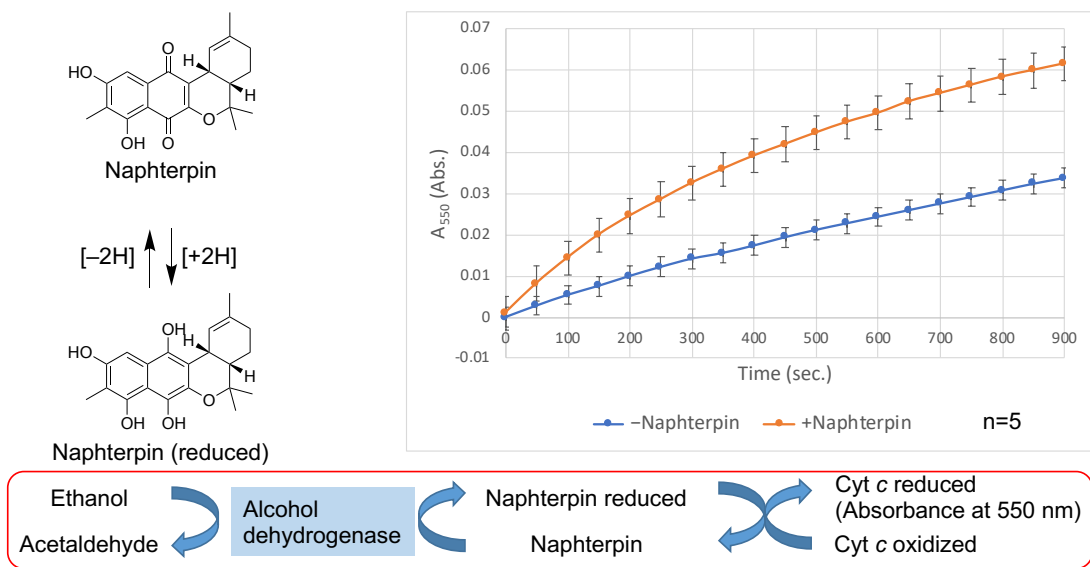 O
H
HO
H
O
OH
O
Naphterpin
[–2H]
[+2H]
OH
H
HO
H
O
OH
OH
Naphterpin (reduced)
A550 (Abs.)
0.07
0.06
0.05
0.04
0.03
0.02
0.01
0
-0.01
0 100 200 300 400 500 600 700 800 900
Time (sec.)
–Naphterpin +Naphterpin n=5
Ethanol
Acetaldehyde
Alcohol
dehydrogenase
Naphterpin reduced
Naphterpin
Cyt c reduced
(Absorbance at 550 nm)
Cyt c oxidized